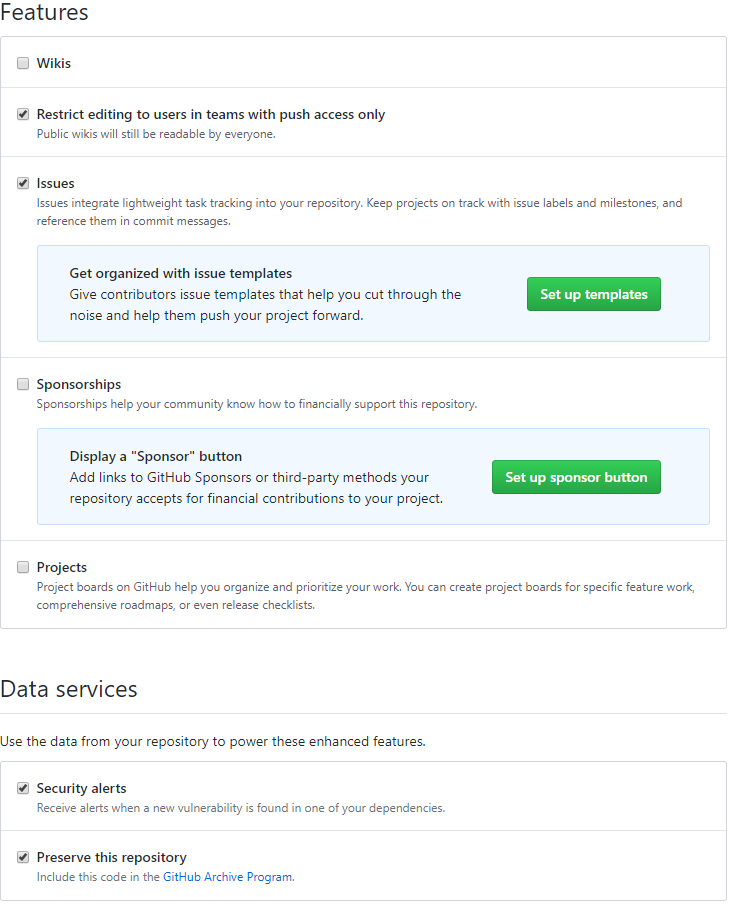 Features
Wikis
Restrict editing to users in teams with push access only
Public wikis will still be readable by everyone.
Issues
Issues integrate lightweight task tracking into your repository. Keep projects on track with issue labels and milestones, and
reference them in commit messages.
Get organized with issue templates
Give contributors issue templates that help you cut through the
noise and help them push your project forward.
Set up templates
Sponsorships
Sponsorships help your community know how to financially support this repository.
Display a "Sponsor" button
Add links to GitHub Sponsors or third-party methods your
repository accepts for financial contributions to your project.
Set up sponsor button
Projects
Project boards on GitHub help you organize and prioritize your work. You can create project boards for specific feature work,
comprehensive roadmaps, or even release checklists.
Data services
Use the data from your repository to power these enhanced features.
Security alerts
Receive alerts when a new vulnerability is found in one of your dependencies.
Preserve this repository
Include this code in the GitHub Archive Program.